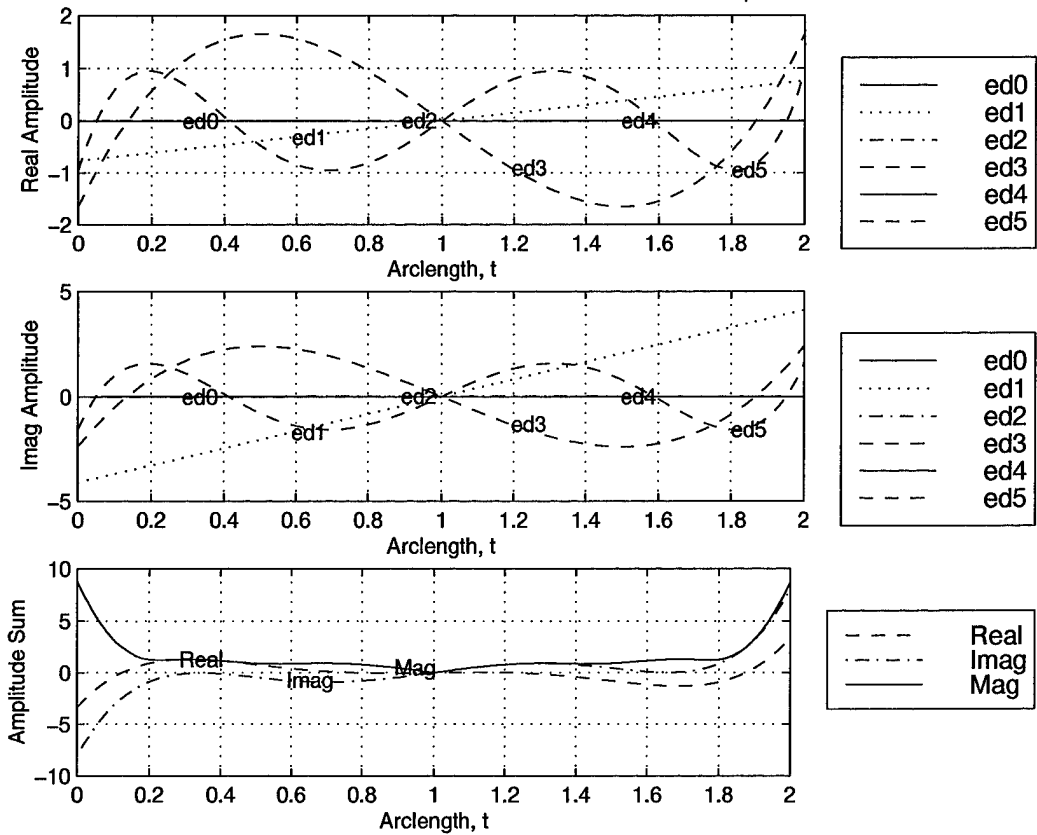 2
1
0
−1
−2
Real Amplitude
ed0
ed1
ed2
ed3
ed4
ed5
0 0.2 0.4 0.6 0.8 1 1.2 1.4 1.6 1.8 2
Arclength, t
ed0
ed1
ed2
ed3
ed4
ed5
5
0
−5
Imag Amplitude
ed0
ed1
ed2
ed3
ed4
ed5
0 0.2 0.4 0.6 0.8 1 1.2 1.4 1.6 1.8 2
Arclength, t
ed0
ed1
ed2
ed3
ed4
ed5
10
5
0
−5
−10
Amplitude Sum
Real
Imag
Mag
0 0.2 0.4 0.6 0.8 1 1.2 1.4 1.6 1.8 2
Arclength, t
Real
Imag
Mag